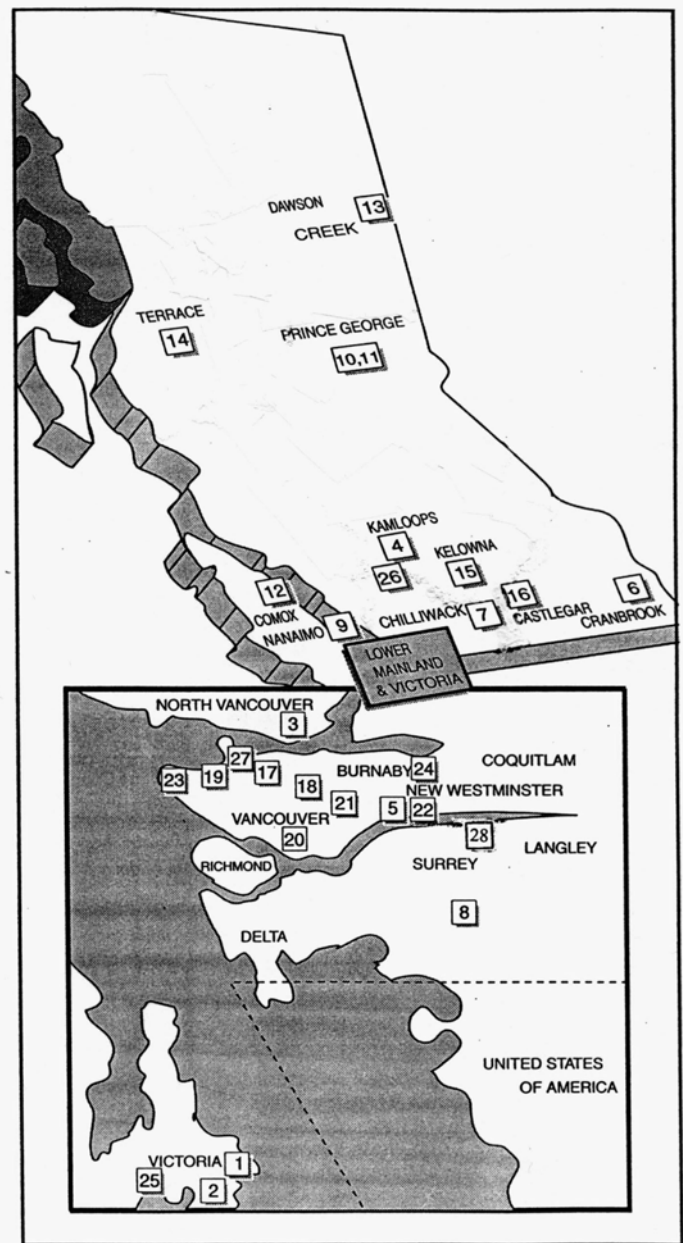 DAWSON
13
CREEK
TERRACE
14
PRINCE GEORGE
10,11
KAMLOOPS
4
KELOWNA
26
15
12
16
6
COMOX
CHILLIWACK
7
CASTLEGAR
CRANBROOK
NANAIMO
9
LOWER
MAINLAND
& VICTORIA
NORTH VANCOUVER
3
27
COQUITLAM
23
19
17
BURNABY
24
18
NEW WESTMINSTER
21
5
22
VANCOUVER
20
28
LANGLEY
RICHMOND
SURREY
8
DELTA
UNITED STATES
OF AMERICA
VICTORIA
1
25
2